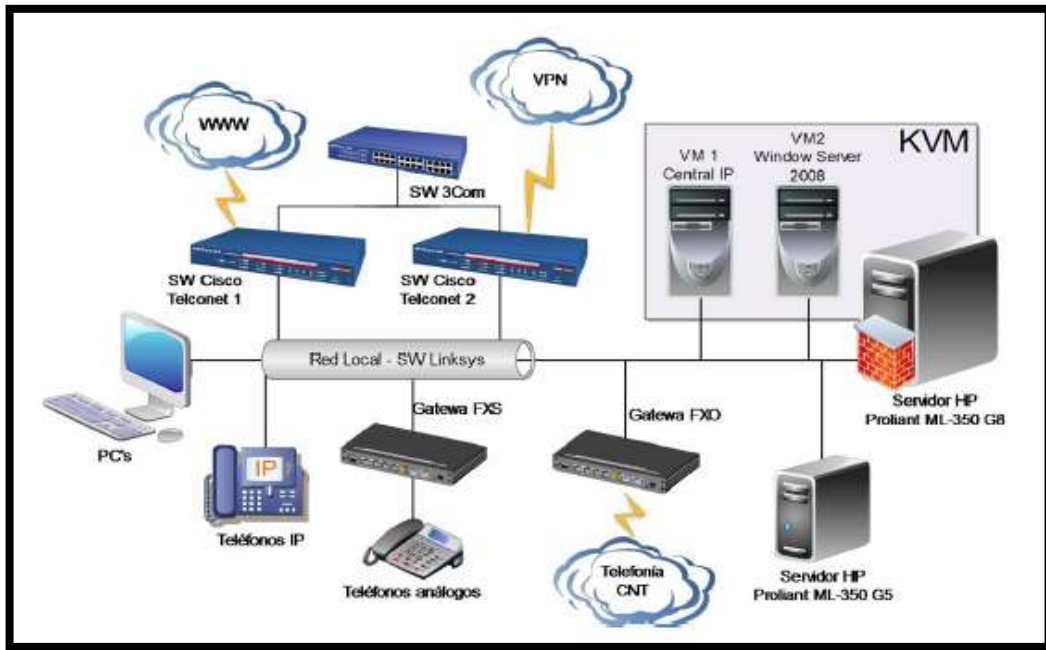 WWW
VPN
SW 3Com
KVM
VM 1
Central IP
VM2
Window Server
2008
SW Cisco
Telconet 1
SW Cisco
Telconet 2
Red Local - SW Linksys
PC's
Gatewa FXS
Gatewa FXO
Servidor HP
Proliant ML-350 G8
IP
Teléfonos IP
Teléfonos análogos
Telefonía
CNT
Servidor HP
Proliant ML-350 G5